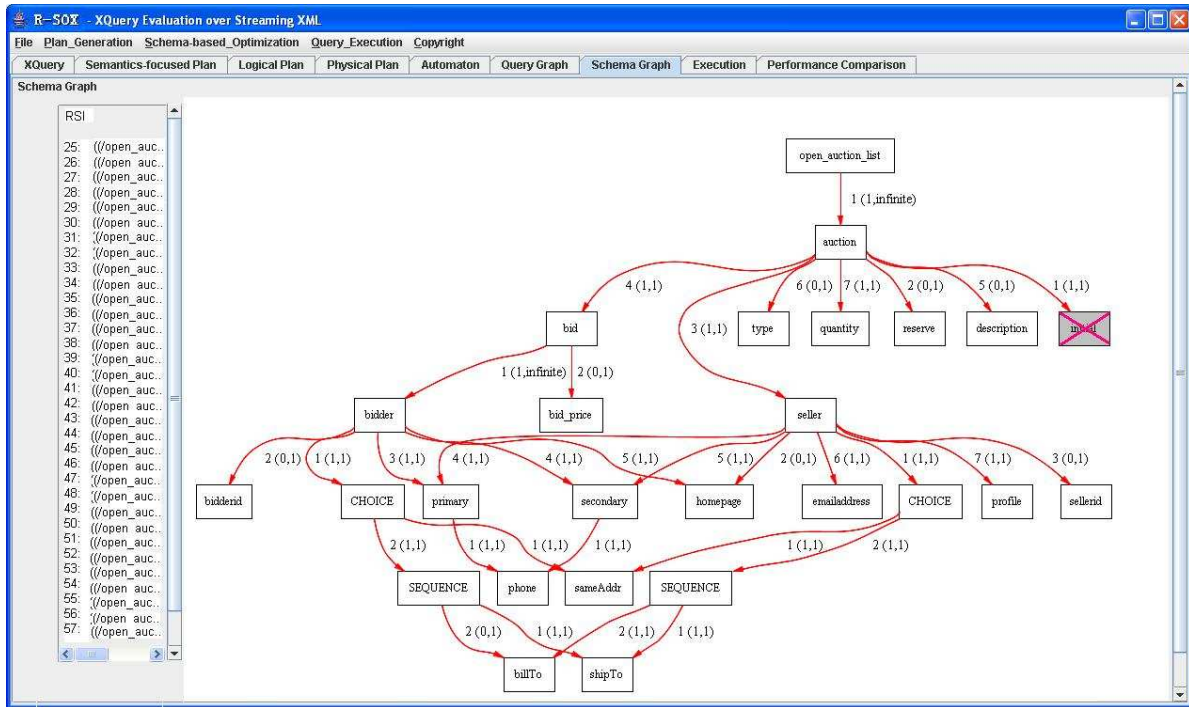 R-SOX - XQuery Evaluation over Streaming XML
File Plan_Generation Schema-based_Optimization Query_Execution Copyright
XQuery Semantics-focused Plan Logical Plan Physical Plan Automaton Query Graph Schema Graph Execution Performance Comparison
Schema Graph
RSI
25: ((/open_auc..
26: ((/open auc..
27: ((/open_auc..
28: ((/open_auc..
29: ((/open_auc..
30: ((/open auc..
31: ((/open_auc..
32: ((/open_auc..
33: ((/open_auc..
34: ((/open_auc..
35: ((/open_auc..
36: ((/open_auc..
37: ((/open_auc..
38: ((/open_auc..
39: ((/open_auc..
40: ((/open_auc..
41: ((/open_auc..
42: ((/open_auc..
43: ((/open_auc..
44: ((/open_auc..
45: ((/open_auc..
46: ((/open_auc..
47: ((/open_auc..
48: ((/open_auc..
49: ((/open_auc..
50: ((/open_auc..
51: ((/open_auc..
52: ((/open_auc..
53: ((/open_auc..
54: ((/open_auc..
55: ((/open_auc..
56: ((/open_auc..
57: ((/open_auc..
open_auction_list
1 (1,infinite)
auction
4 (1,1) 6 (0,1) 7 (1,1) 2 (0,1) 5 (0,1) 1 (1,1)
3 (1,1)
bid type quantity reserve description initial
1 (1,infinite) 2 (0,1)
bidder bid_price seller
2 (0,1) 1 (1,1) 3 (1,1) 4 (1,1) 4 (1,1) 5 (1,1) 5 (1,1) 2 (0,1) 6 (1,1) 1 (1,1) 7 (1,1) 3 (0,1)
bidderid CHOICE primary secondary homepage emailaddress CHOICE profile sellerid
2 (1,1) 1 (1,1) 1 (1,1) 1 (1,1) 1 (1,1) 2 (1,1)
SEQUENCE phone sameAddr SEQUENCE
2 (0,1) 1 (1,1) 2 (1,1) 1 (1,1)
billTo shipTo